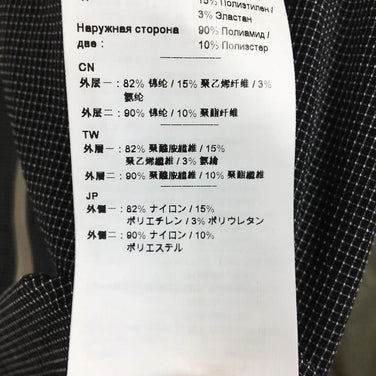 15% Полиэтилен /
3% Эластан
Наружная сторона 90% Полиамид /
две : 10% Полиэстер
CN
外层一 : 82% 锦纶 / 15% 聚乙烯纤维 / 3%
氨纶
外层二 : 90% 锦纶 / 10% 聚酯纤维
TW
外層一 : 82% 聚醯胺纖維 / 15%
聚乙烯纖維 / 3% 氨綸
外層二 : 90% 聚醯胺纖維 / 10% 聚酯纖維
JP
外側一 : 82% ナイロン / 15%
ポリエチレン / 3% ポリウレタン
外側二 : 90% ナイロン / 10%
ポリエステル